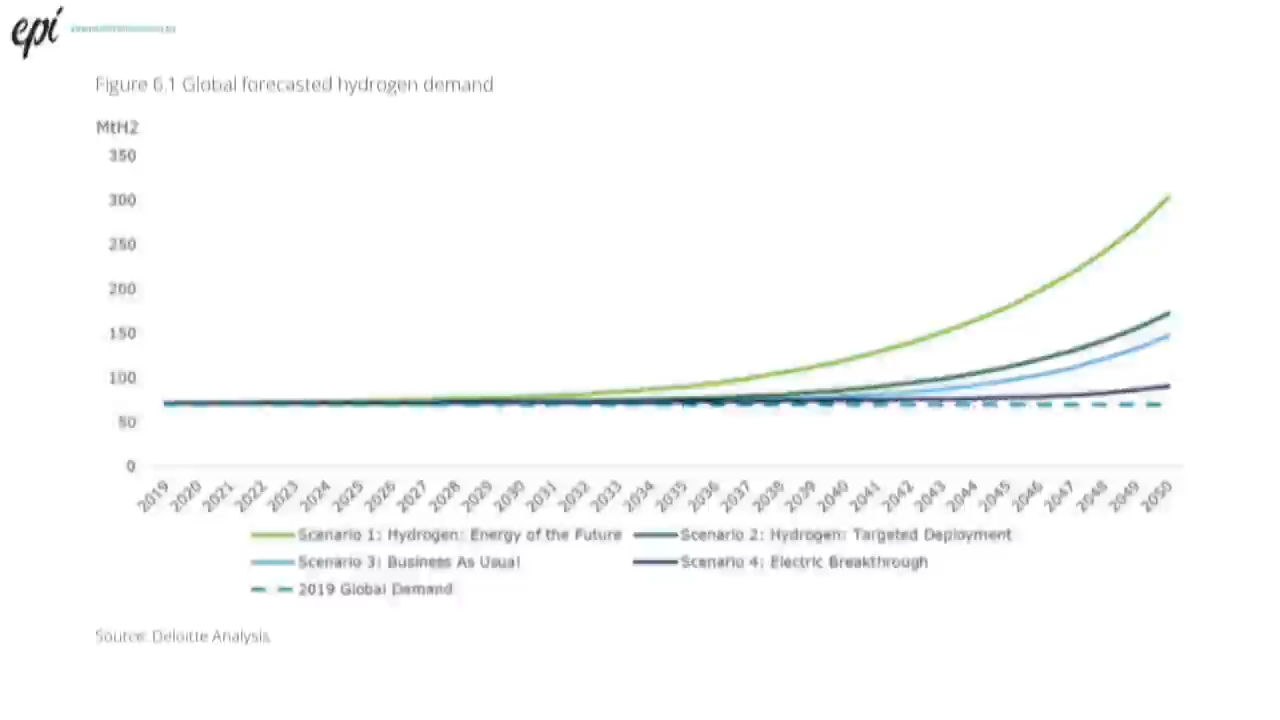 epi
Figure 6.1 Global forecasted hydrogen demand
MtH2
350
300
250
200
150
100
50
0
2019 2020 2021 2022 2023 2024 2025 2026 2027 2028 2029 2030 2031 2032 2033 2034 2035 2036 2037 2038 2039 2040 2041 2042 2043 2044 2045 2046 2047 2048 2049 2050
Scenario 1: Hydrogen: Energy of the Future Scenario 2: Hydrogen: Targeted Deployment
Scenario 3: Business As Usual Scenario 4: Electric Breakthrough
2019 Global Demand
Source: Deloitte Analysis